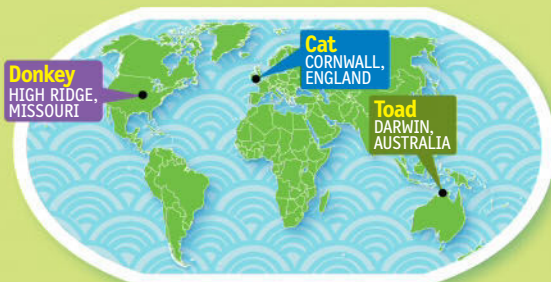 Donkey
HIGH RIDGE,
MISSOURI
Cat
CORNWALL,
ENGLAND
Toad
DARWIN,
AUSTRALIA